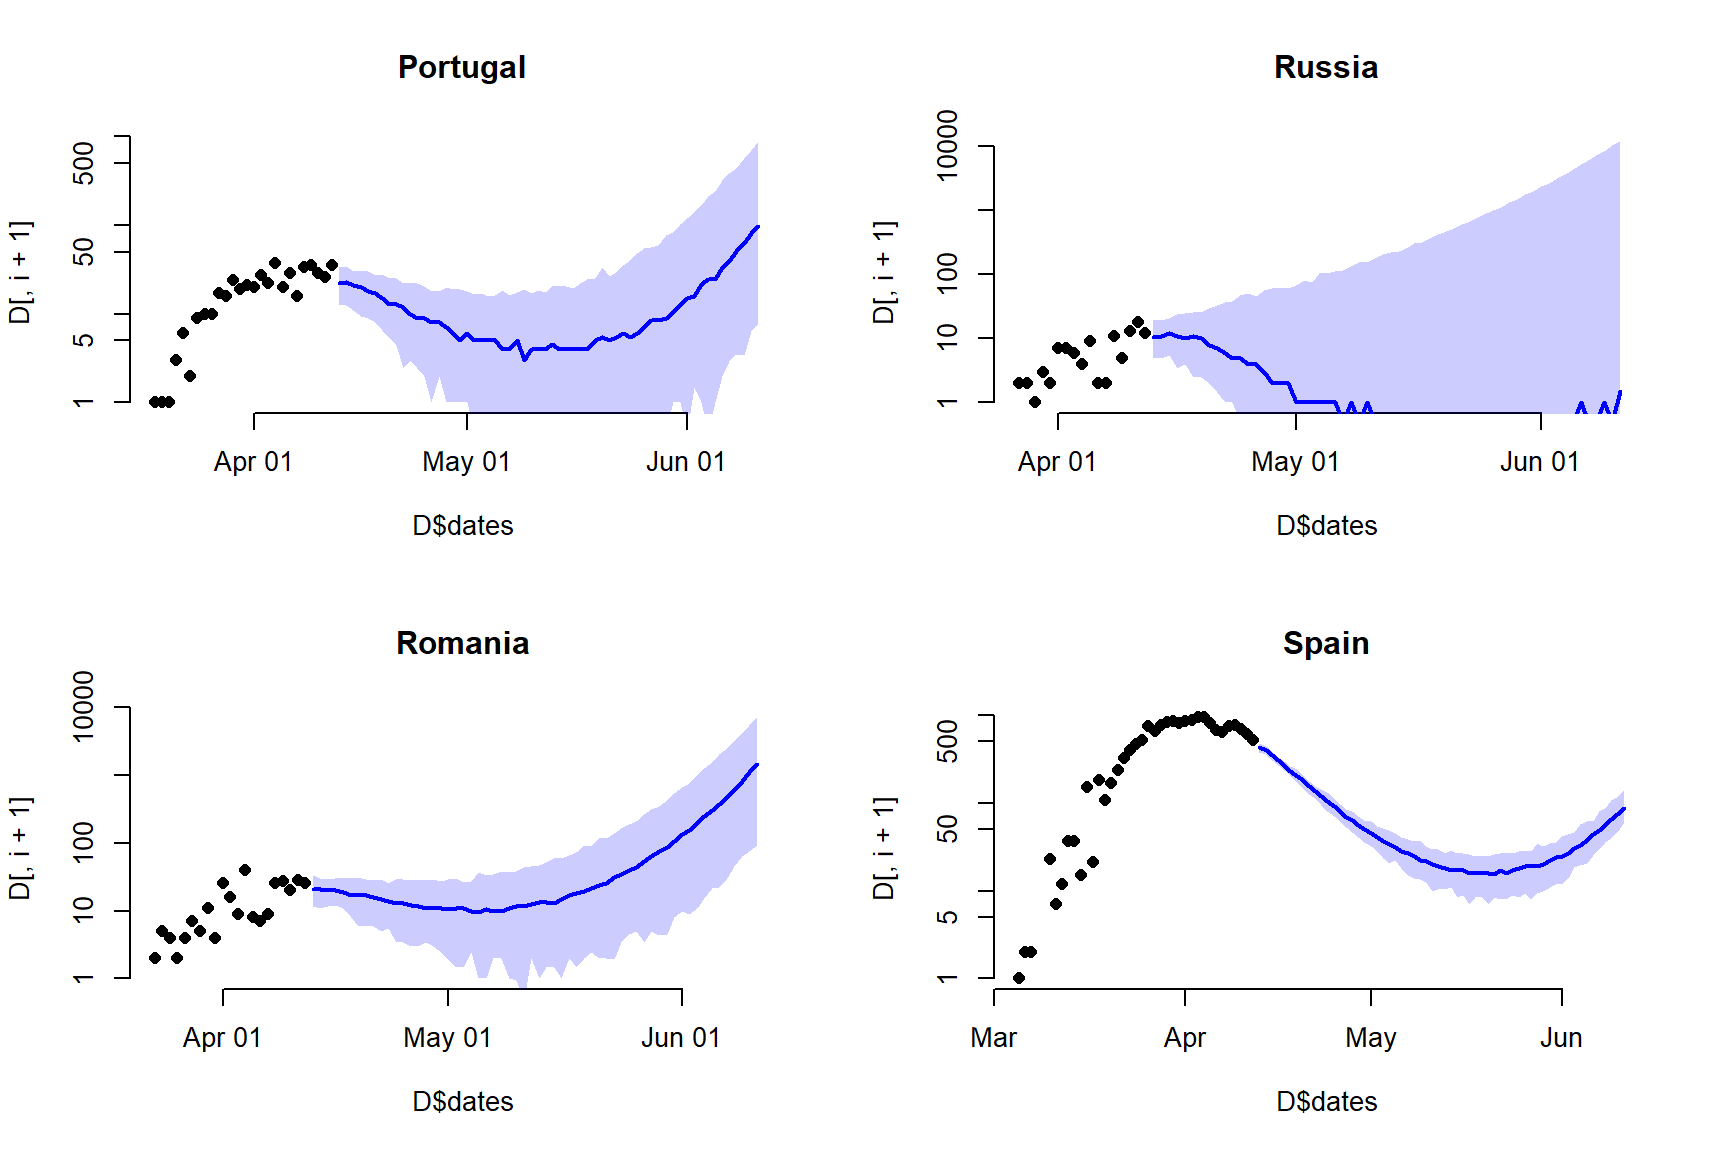 Portugal
D[, i + 1]
1 5 50 500
Apr 01 May 01 Jun 01
D$dates
Russia
D[, i + 1]
1 10 100 10000
Apr 01 May 01 Jun 01
D$dates
Romania
D[, i + 1]
1 10 100 10000
Apr 01 May 01 Jun 01
D$dates
Spain
D[, i + 1]
1 5 50 500
Mar Apr May Jun
D$dates